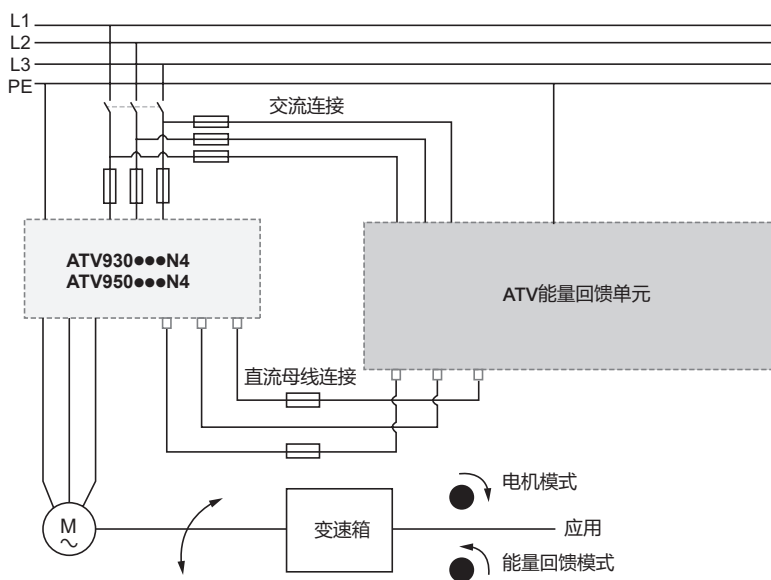 L1
L2
L3
PE
交流连接
ATV930●●●N4
ATV950●●●N4
ATV能量回馈单元
直流母线连接
电机模式
M
~
变速箱
应用
能量回馈模式